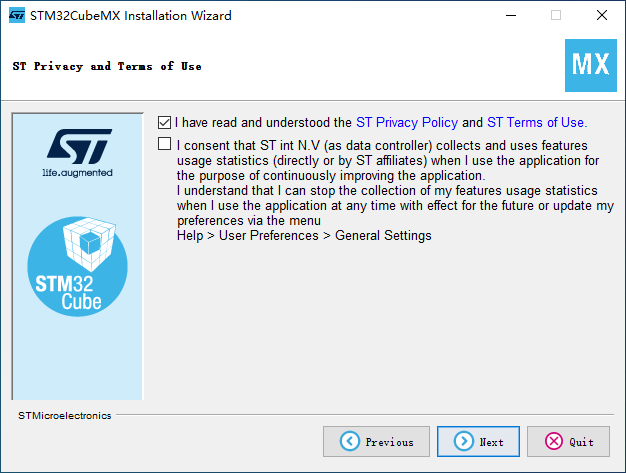 STM32CubeMX Installation Wizard
ST Privacy and Terms of Use
MX
ST
life.augmented
STM32
Cube
I have read and understood the ST Privacy Policy and ST Terms of Use.
I consent that ST int N.V (as data controller) collects and uses features
usage statistics (directly or by ST affiliates) when I use the application for
the purpose of continuously improving the application.
I understand that I can stop the collection of my features usage statistics
when I use the application at any time with effect for the future or update my
preferences via the menu
Help > User Preferences > General Settings
STMicroelectronics
Previous
Next
Quit